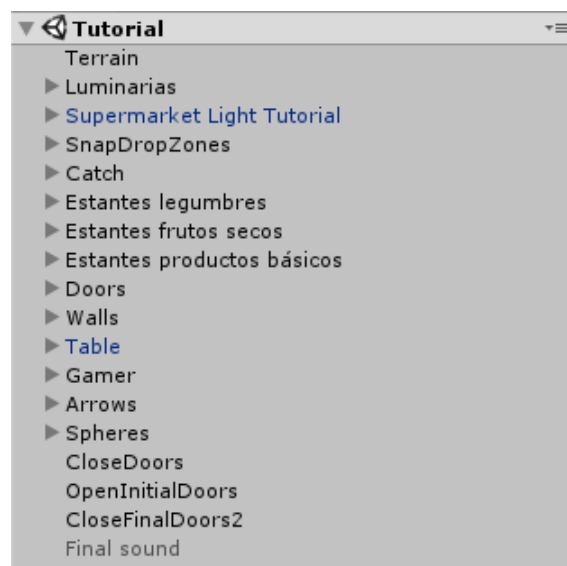 Tutorial
Terrain
Luminarias
Supermarket Light Tutorial
SnapDropZones
Catch
Estantes legumbres
Estantes frutos secos
Estantes productos básicos
Doors
Walls
Table
Gamer
Arrows
Spheres
CloseDoors
OpenInitialDoors
CloseFinalDoors2
Final sound